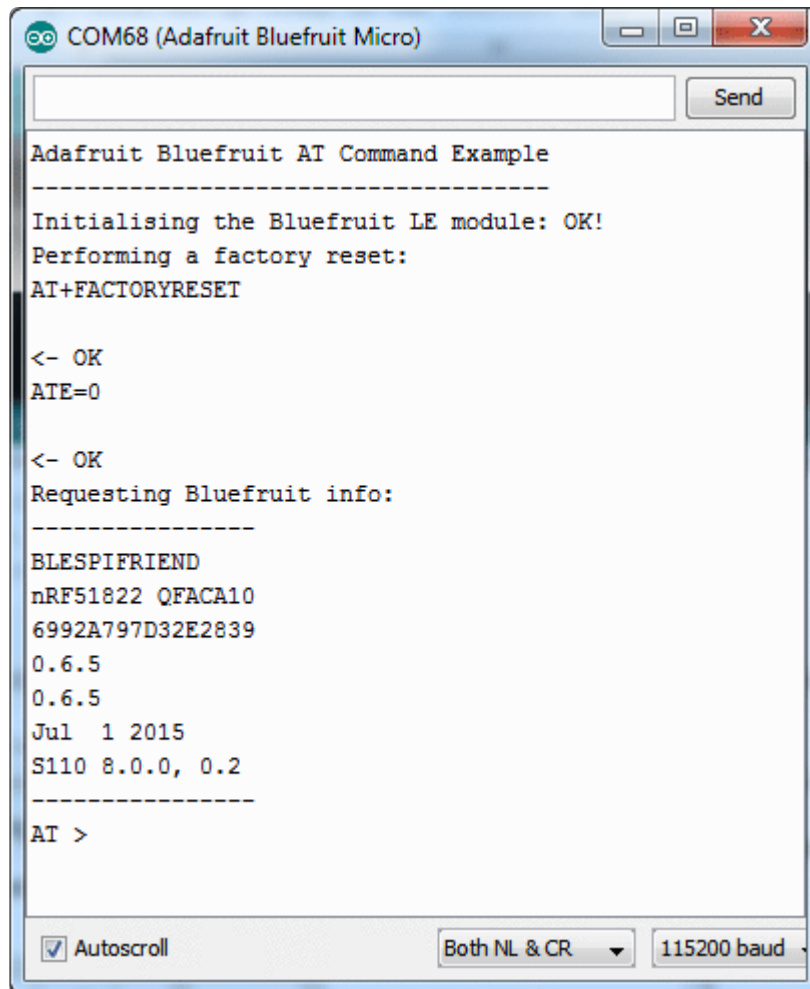 COM68 (Adafruit Bluefruit Micro)
Send
Adafruit Bluefruit AT Command Example
-------------------------------------
Initialising the Bluefruit LE module: OK!
Performing a factory reset:
AT+FACTORYRESET

<- OK
ATE=0

<- OK
Requesting Bluefruit info:
----------------
BLESPIFRIEND
nRF51822 QFACA10
6992A797D32E2839
0.6.5
0.6.5
Jul  1 2015
S110 8.0.0, 0.2
----------------
AT >
Autoscroll
Both NL & CR
115200 baud